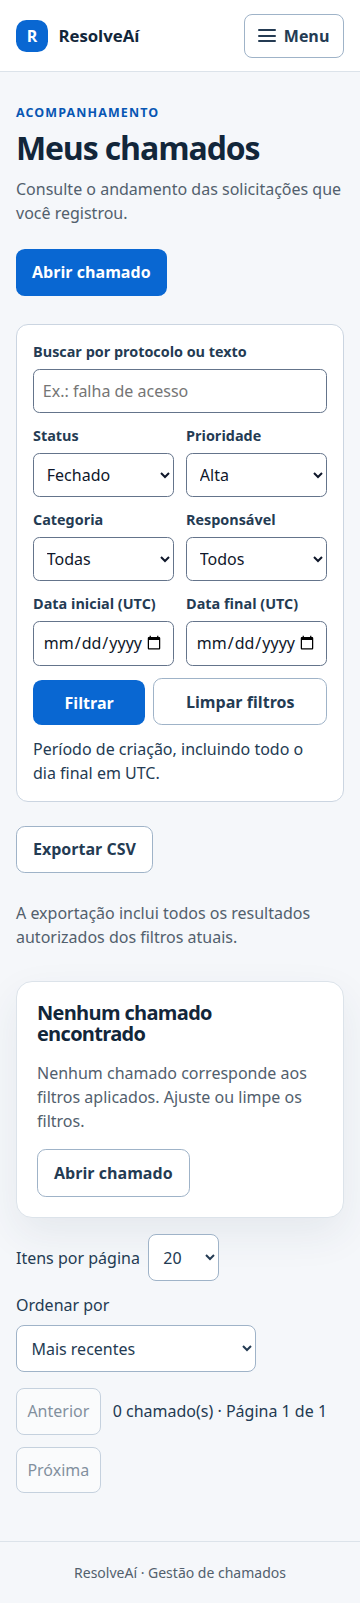 R ResolveAí Menu
ACOMPANHAMENTO
Meus chamados
Consulte o andamento das solicitações que
você registrou.
Abrir chamado
Buscar por protocolo ou texto
Ex.: falha de acesso
Status Prioridade
Fechado Alta
Categoria Responsável
Todas Todos
Data inicial (UTC) Data final (UTC)
mm/dd/yyyy mm/dd/yyyy
Filtrar Limpar filtros
Período de criação, incluindo todo o
dia final em UTC.
Exportar CSV
A exportação inclui todos os resultados
autorizados dos filtros atuais.
Nenhum chamado
encontrado
Nenhum chamado corresponde aos
filtros aplicados. Ajuste ou limpe os
filtros.
Abrir chamado
Itens por página 20
Ordenar por
Mais recentes
Anterior 0 chamado(s) · Página 1 de 1
Próxima
ResolveAí · Gestão de chamados